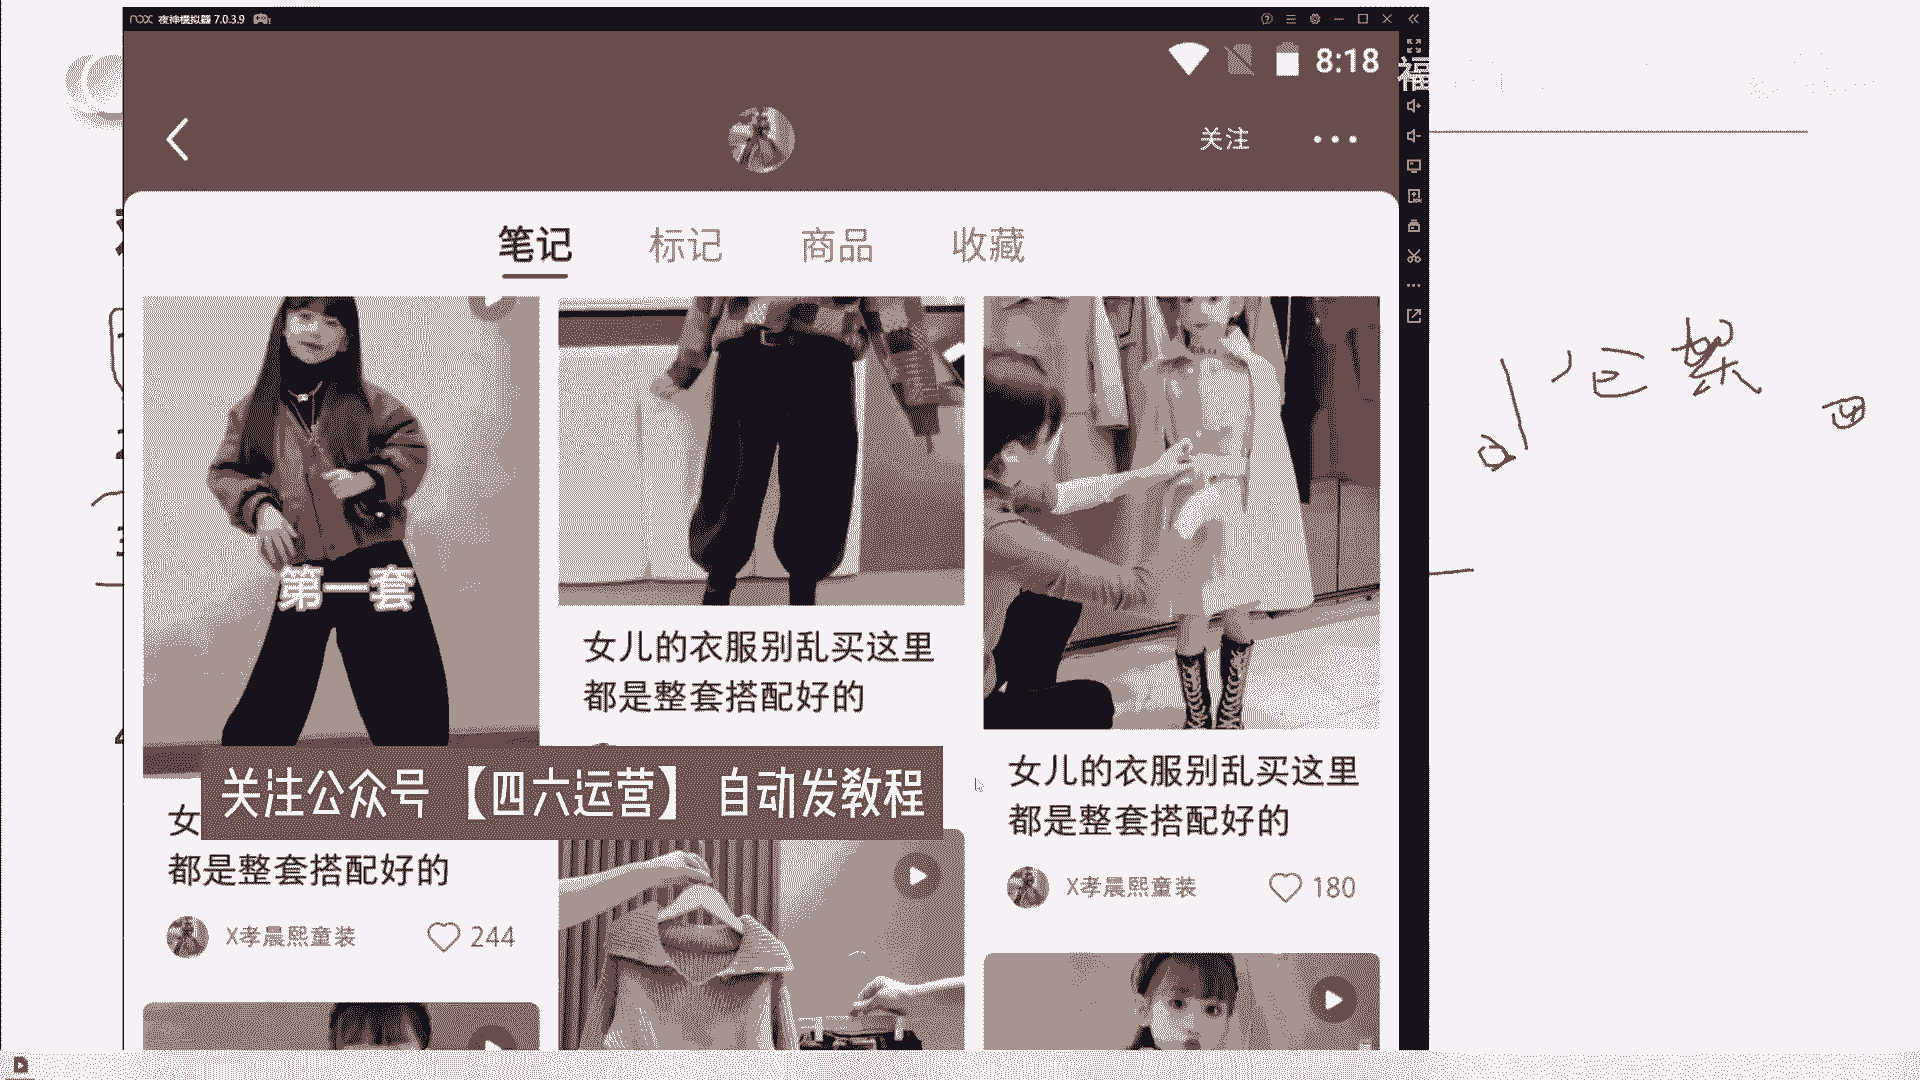 nox 夜神模拟器 7.0.3.9
8:18
福
关注
笔记 标记 商品 收藏
第一套
女
都是整套搭配好的
X孝晨熙童装 244
女儿的衣服别乱买这里
都是整套搭配好的
女儿的衣服别乱买这里
都是整套搭配好的
X孝晨熙童装 180
关注公众号 【四六运营】 自动发教程